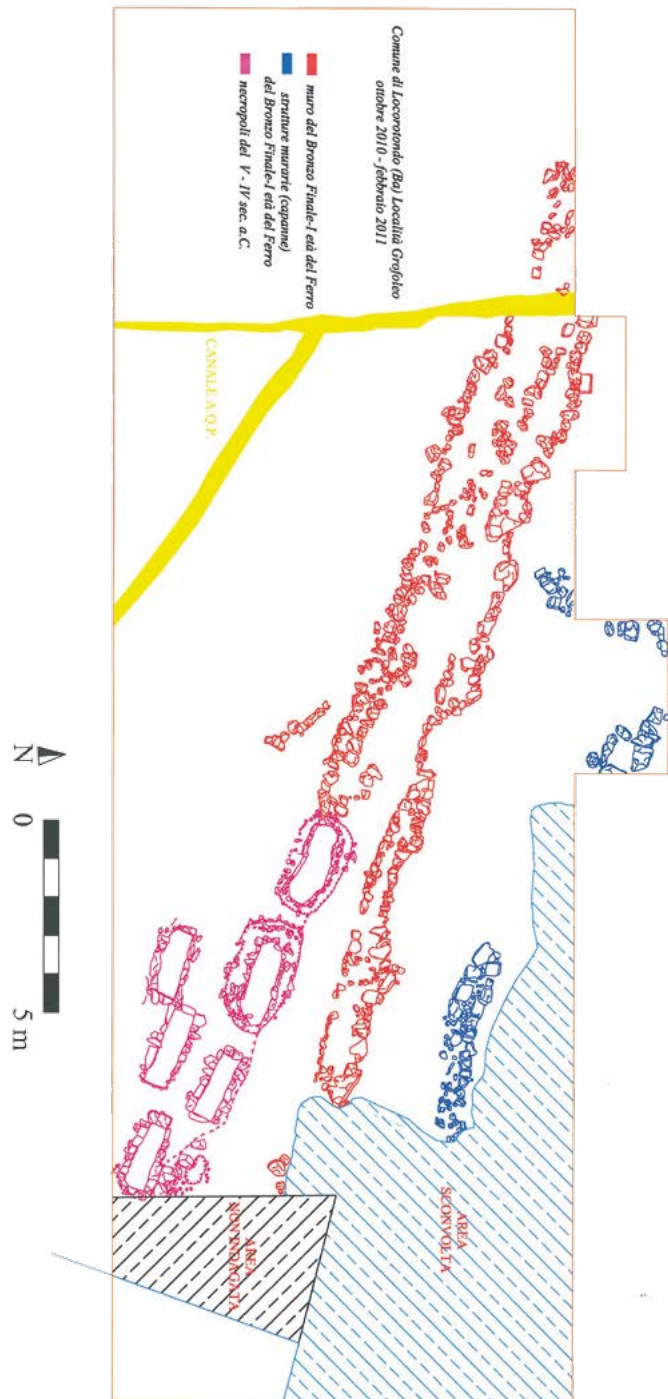 Comune di Locorotondo (Ba) Località Grofoleo
ottobre 2010 - febbraio 2011
muro del Bronzo Finale-I età del Ferro
strutture murarie (capanne)
del Bronzo Finale-I età del Ferro
necropoli del V - IV sec. a.C.
CANALE A.Q.P.
AREA
SCONVOLTA
AREA
NON INDAGATA
N
0
5 m